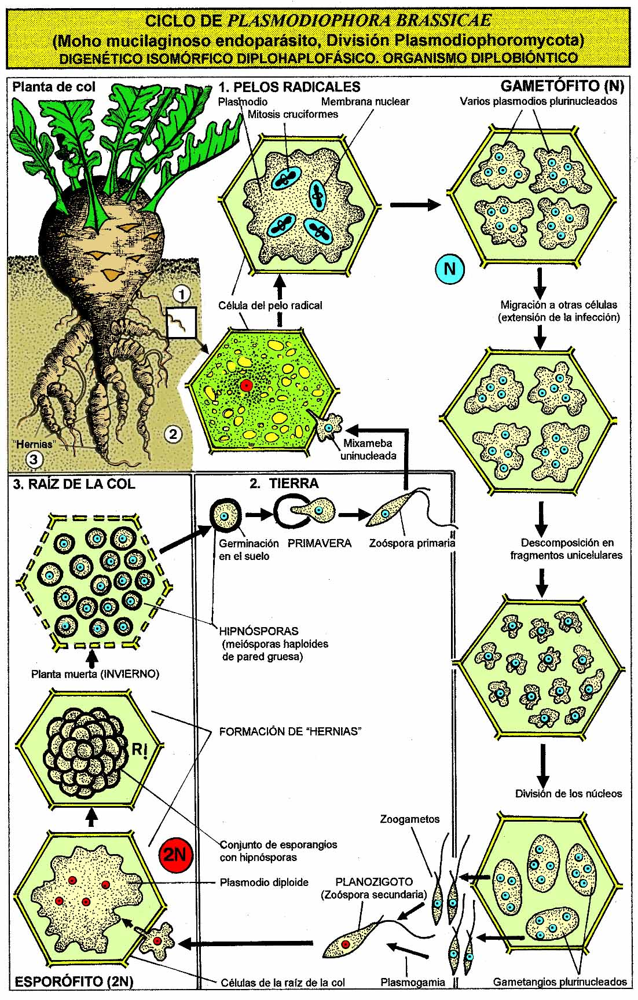 CICLO DE PLASMODIOPHORA BRASSICAE
(Moho mucilaginoso endoparásito, División Plasmodiophoromycota)
DIGENÉTICO ISOMÓRFICO DIPLOHAPLOFÁSICO. ORGANISMO DIPLOBIÓNTICO
Planta de col
1. PELOS RADICALES
GAMETÓFITO (N)
Plasmodio
Membrana nuclear
Mitosis cruciformes
Varios plasmodios plurinucleados
N
1
Célula del pelo radical
Migración a otras células
(extensión de la infección)
2
"Hernias"
3
Mixameba
uninucleada
3. RAÍZ DE LA COL
2. TIERRA
Germinación
en el suelo
PRIMAVERA
Zoóspora primaria
Descomposición en
fragmentos unicelulares
HIPNÓSPORAS
(meiósporas haploides
de pared gruesa)
Planta muerta (INVIERNO)
FORMACIÓN DE "HERNIAS"
R!
División de los núcleos
Zoogametos
Conjunto de esporangios
con hipnósporas
2N
Plasmodio diploide
PLANOZIGOTO
(Zoóspora secundaria)
ESPORÓFITO (2N)
Células de la raíz de la col
Plasmogamia
Gametangios plurinucleados